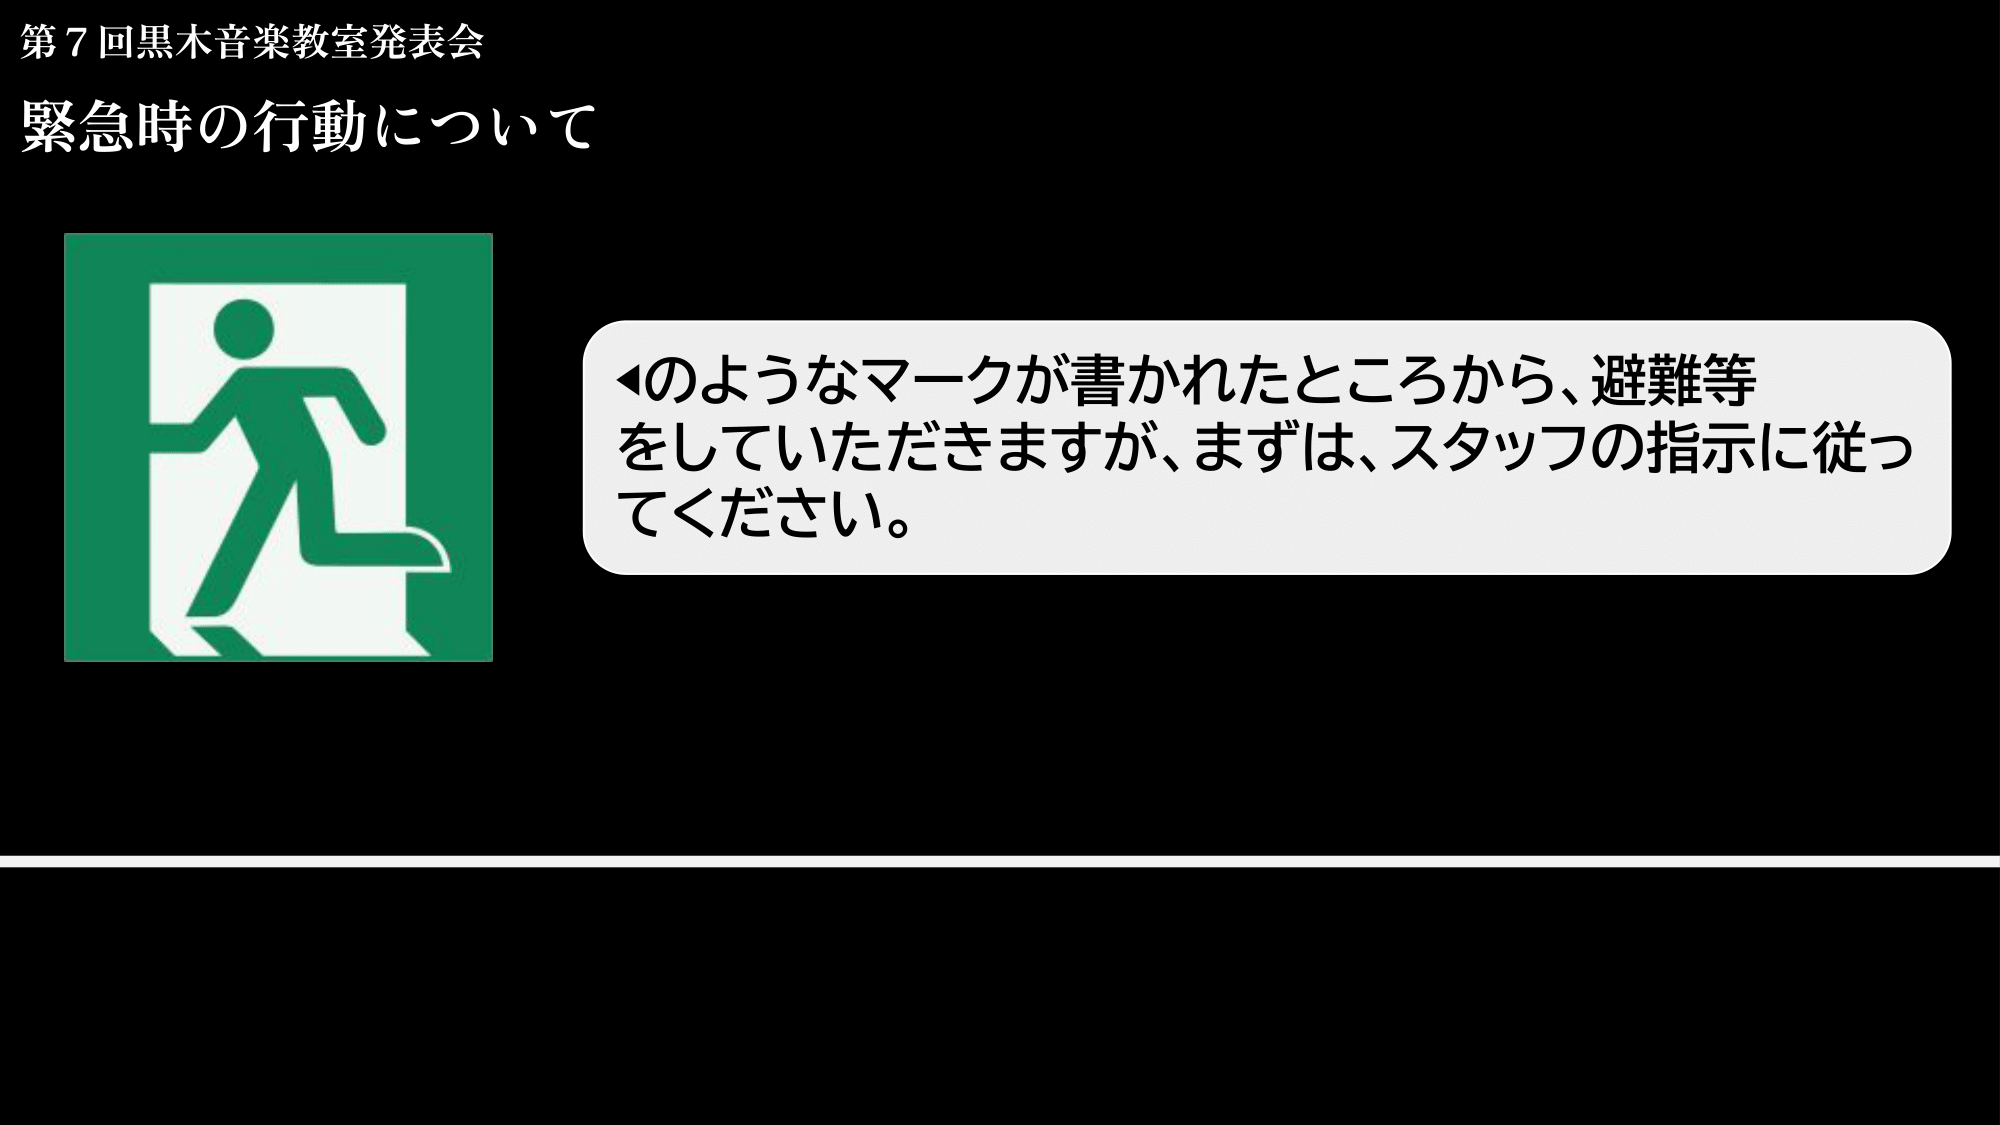 第７回黒木音楽教室発表会
緊急時の行動について
◀のようなマークが書かれたところから、避難等
をしていただきますが、まずは、スタッフの指示に従っ
てください。